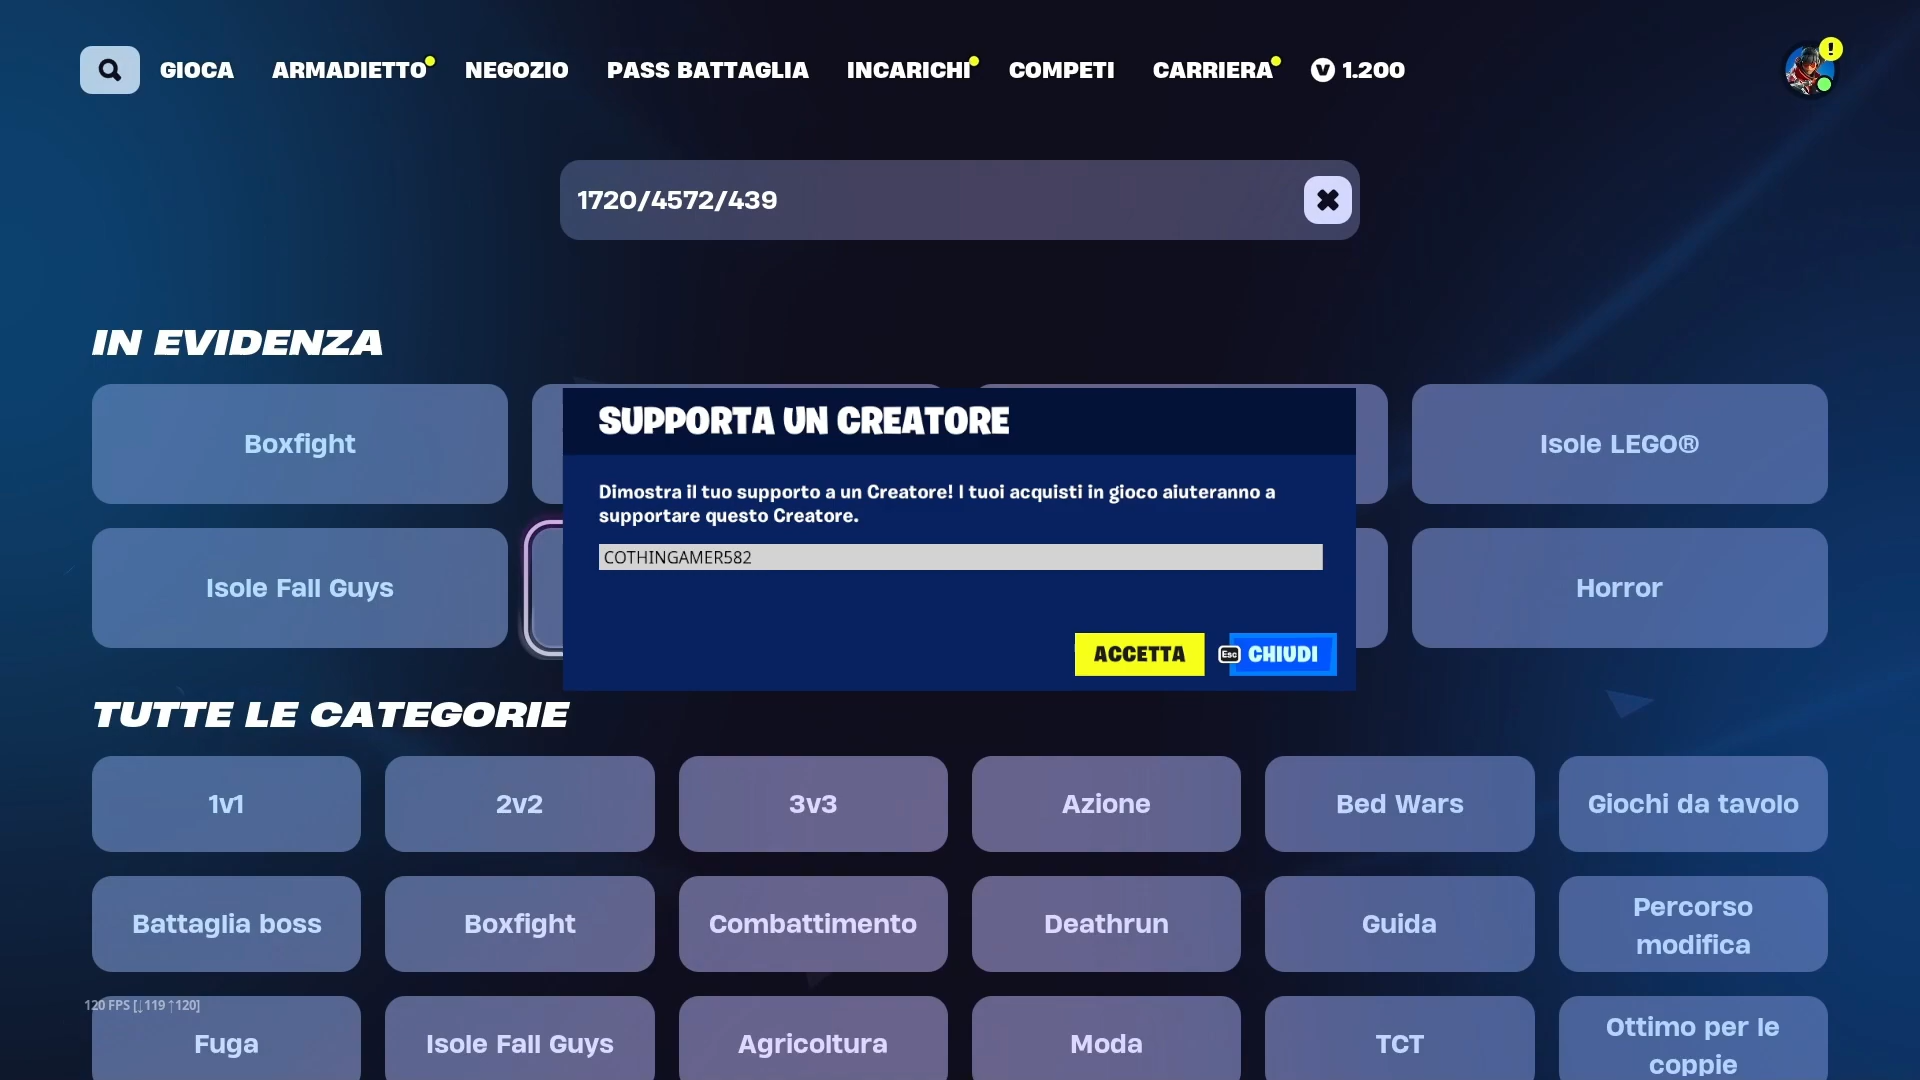 GIOCA ARMADIETTO NEGOZIO PASS BATTAGLIA INCARICHI COMPETI CARRIERA V 1.200 !
1720/4572/439
IN EVIDENZA
Boxfight
Isole LEGO®
SUPPORTA UN CREATORE
Dimostra il tuo supporto a un Creatore! I tuoi acquisti in gioco aiuteranno a
supportare questo Creatore.
COTHINGAMER582
Isole Fall Guys
Horror
ACCETTA Esc CHIUDI
TUTTE LE CATEGORIE
1v1 2v2 3v3 Azione Bed Wars Giochi da tavolo
Battaglia boss Boxfight Combattimento Deathrun Guida Percorso
modifica
120 FPS [↓119 ↑120]
Fuga Isole Fall Guys Agricoltura Moda TCT Ottimo per le
coppie